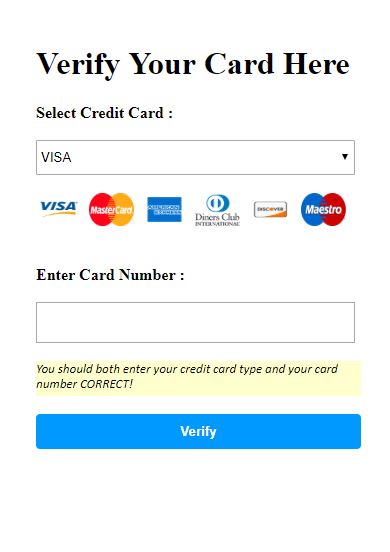 Verify Your Card Here
Select Credit Card :
VISA
VISA MasterCard AMERICAN EXPRESS Diners Club INTERNATIONAL DISCOVER Maestro
Enter Card Number :
You should both enter your credit card type and your card
number CORRECT!
Verify